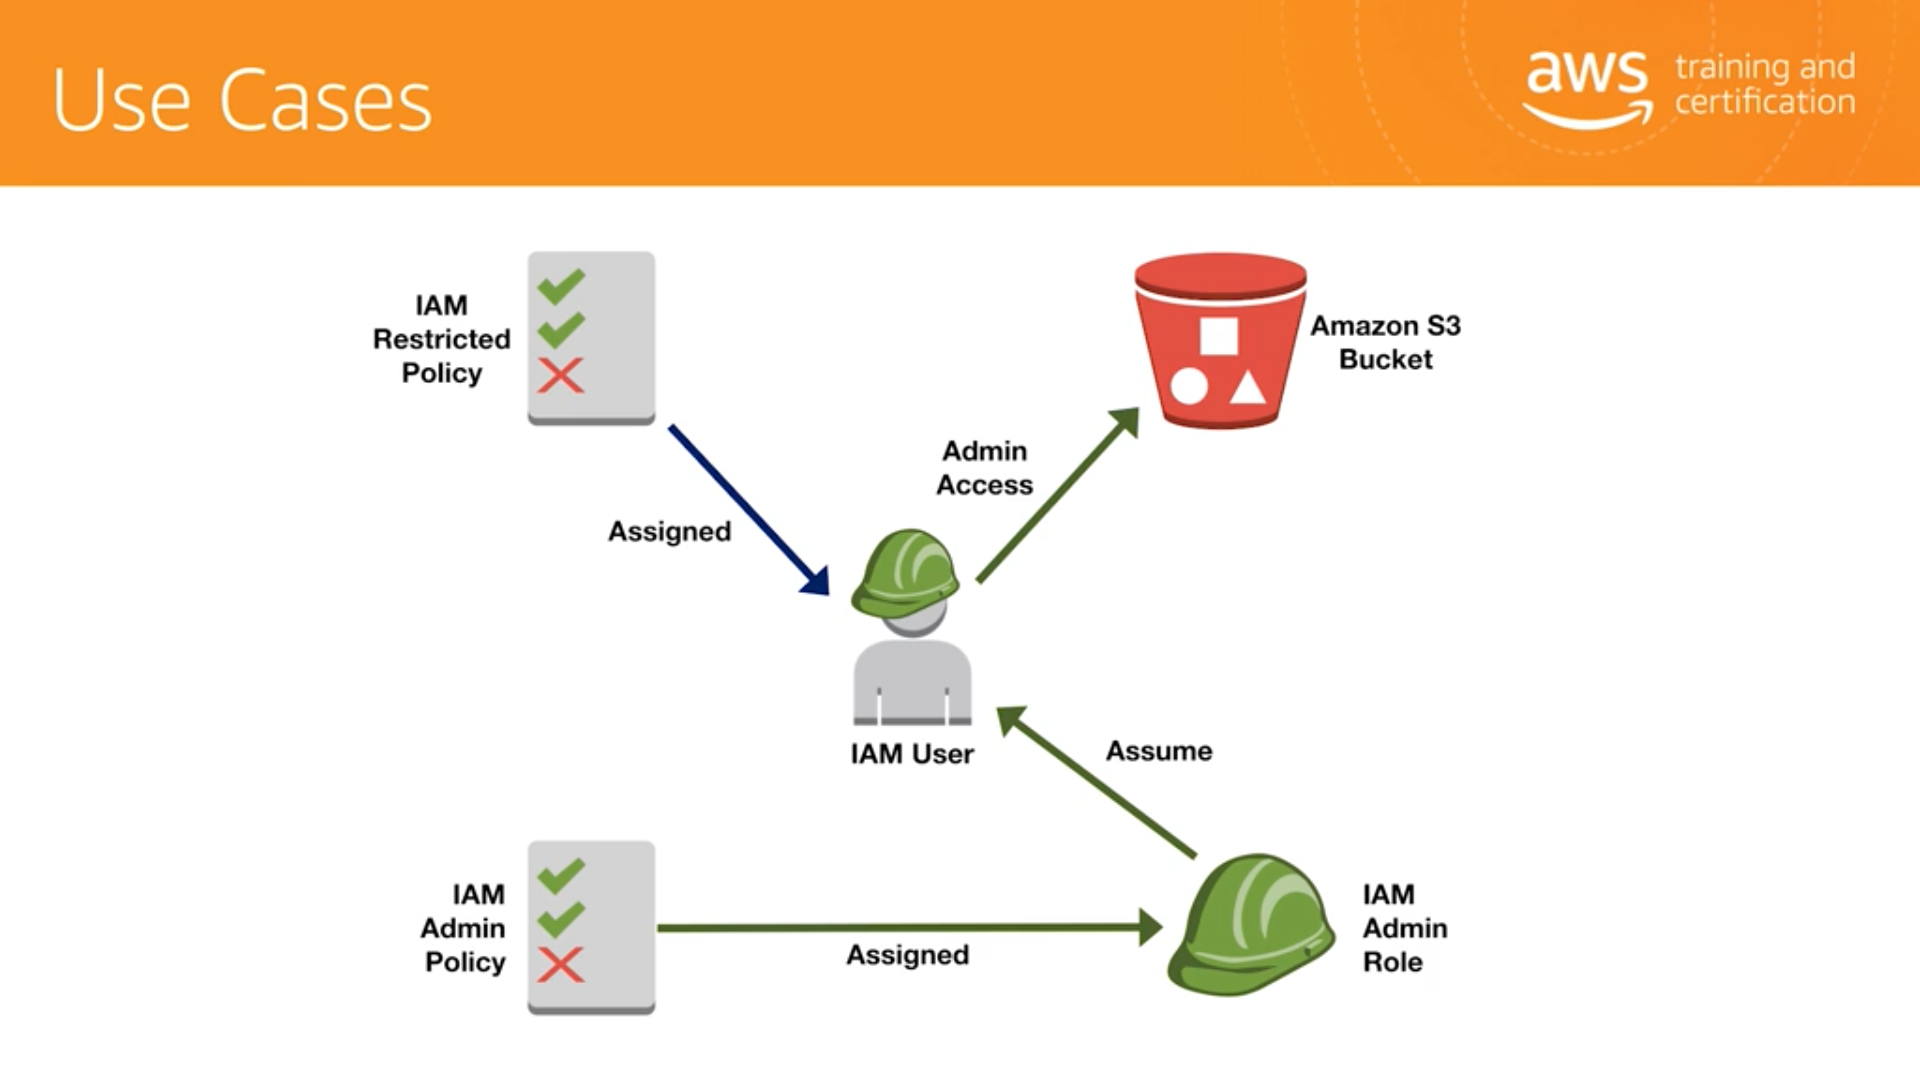 Use Cases
aws
training and
certification
IAM
Restricted
Policy
Amazon S3
Bucket
Admin
Access
Assigned
IAM User
Assume
IAM
Admin
Policy
Assigned
IAM
Admin
Role